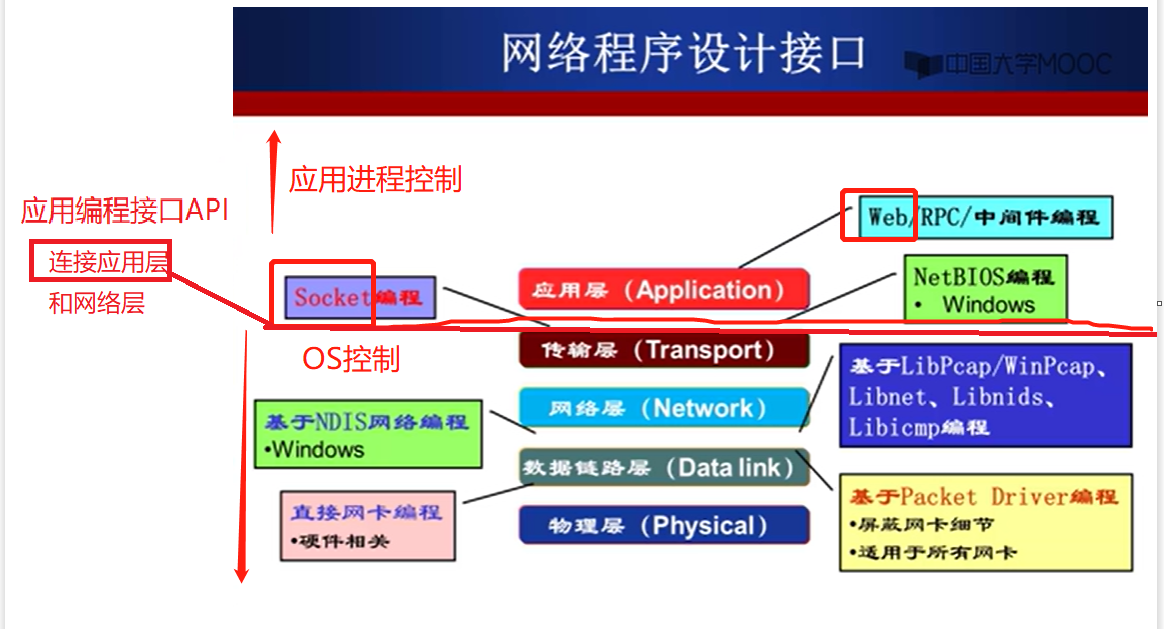 网络程序设计接口
中国大学MOOC
应用进程控制
应用编程接口API
连接应用层
和网络层
Web/RPC/中间件编程
NetBIOS编程
• Windows
Socket编程
应用层（Application）
OS控制
传输层（Transport）
基于LibPcap/WinPcap、
Libnet、Libnids、
Libicmp编程
网络层（Network）
基于NDIS网络编程
•Windows
数据链路层（Data link）
基于Packet Driver编程
•屏蔽网卡细节
•适用于所有网卡
直接网卡编程
•硬件相关
物理层（Physical）